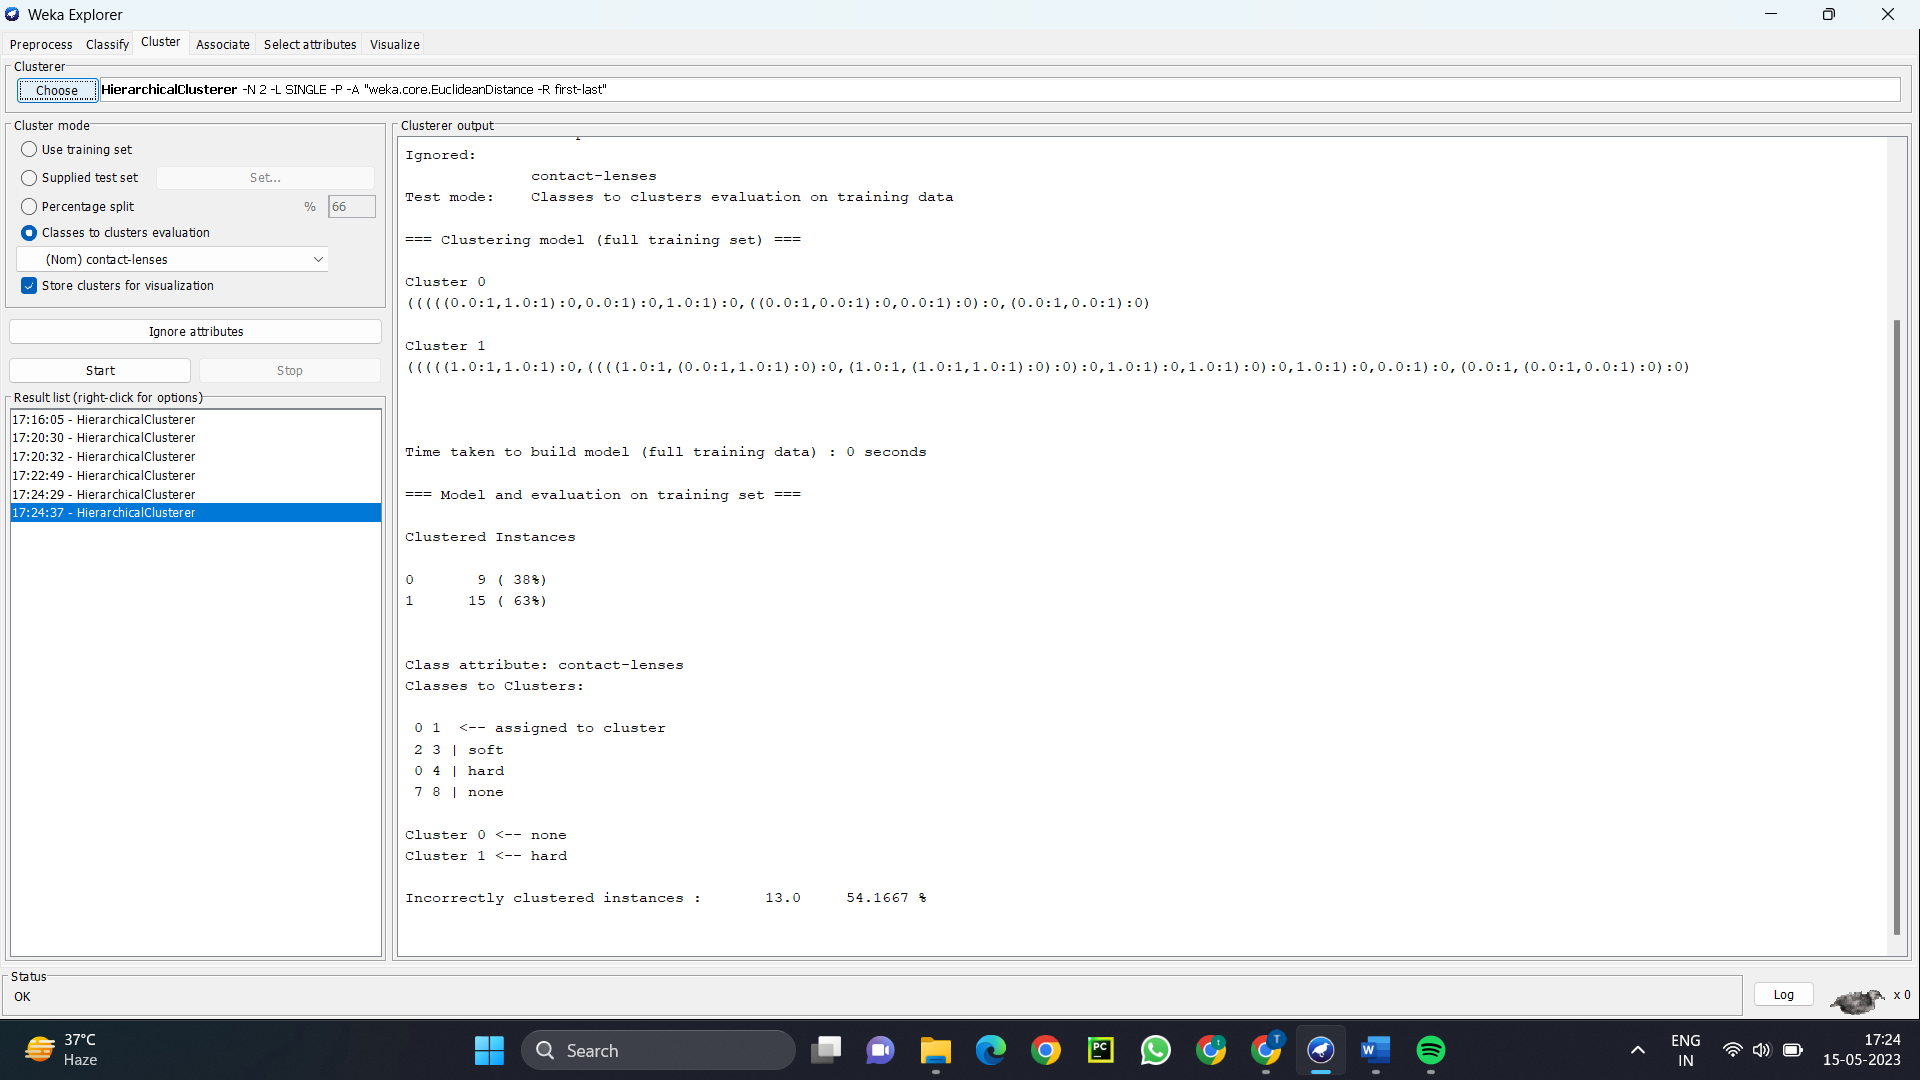 Weka Explorer
Preprocess Classify Cluster Associate Select attributes Visualize
Clusterer
Choose HierarchicalClusterer -N 2 -L SINGLE -P -A "weka.core.EuclideanDistance -R first-last"
Cluster mode
Use training set
Supplied test set Set...
Percentage split % 66
Classes to clusters evaluation
(Nom) contact-lenses
Store clusters for visualization
Ignore attributes
Start Stop
Result list (right-click for options)
17:16:05 - HierarchicalClusterer
17:20:30 - HierarchicalClusterer
17:20:32 - HierarchicalClusterer
17:22:49 - HierarchicalClusterer
17:24:29 - HierarchicalClusterer
17:24:37 - HierarchicalClusterer
Clusterer output
Ignored:
contact-lenses
Test mode: Classes to clusters evaluation on training data
=== Clustering model (full training set) ===
Cluster 0
(((((0.0:1,1.0:1):0,0.0:1):0,1.0:1):0,((0.0:1,0.0:1):0,0.0:1):0):0,(0.0:1,0.0:1):0)
Cluster 1
(((((1.0:1,1.0:1):0,((((1.0:1,(0.0:1,1.0:1):0):0,(1.0:1,(1.0:1,1.0:1):0):0):0,1.0:1):0,1.0:1):0):0,1.0:1):0,0.0:1):0,(0.0:1,(0.0:1,0.0:1):0):0)
Time taken to build model (full training data) : 0 seconds
=== Model and evaluation on training set ===
Clustered Instances
0 9 ( 38%)
1 15 ( 63%)
Class attribute: contact-lenses
Classes to Clusters:
0 1 <-- assigned to cluster
2 3 | soft
0 4 | hard
7 8 | none
Cluster 0 <-- none
Cluster 1 <-- hard
Incorrectly clustered instances : 13.0 54.1667 %
Status
OK
Log x 0
37°C
Haze
Search
PC
t
T
W
ENG
IN
17:24
15-05-2023